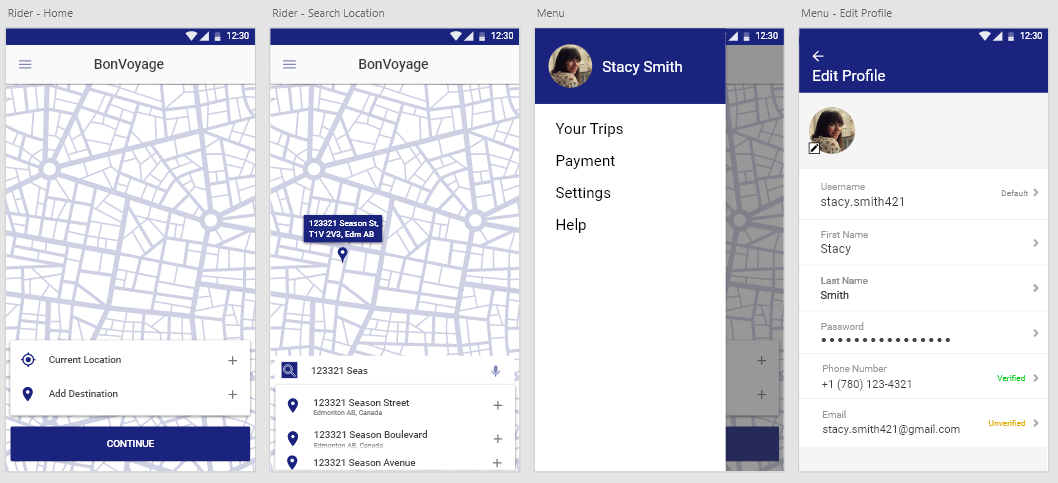 Rider - Home
12:30
BonVoyage
Current Location
Add Destination
CONTINUE
Rider - Search Location
12:30
BonVoyage
123321 Season St,
T1V 2V3, Edm AB
123321 Seas
123321 Season Street
Edmonton AB, Canada
123321 Season Boulevard
Edmonton AB, Canada
123321 Season Avenue
Menu
12:30
Stacy Smith
Your Trips
Payment
Settings
Help
Menu - Edit Profile
12:30
Edit Profile
Username
stacy.smith421
Default
First Name
Stacy
Last Name
Smith
Password
Phone Number
+1 (780) 123-4321
Verified
Email
stacy.smith421@gmail.com
Unverified